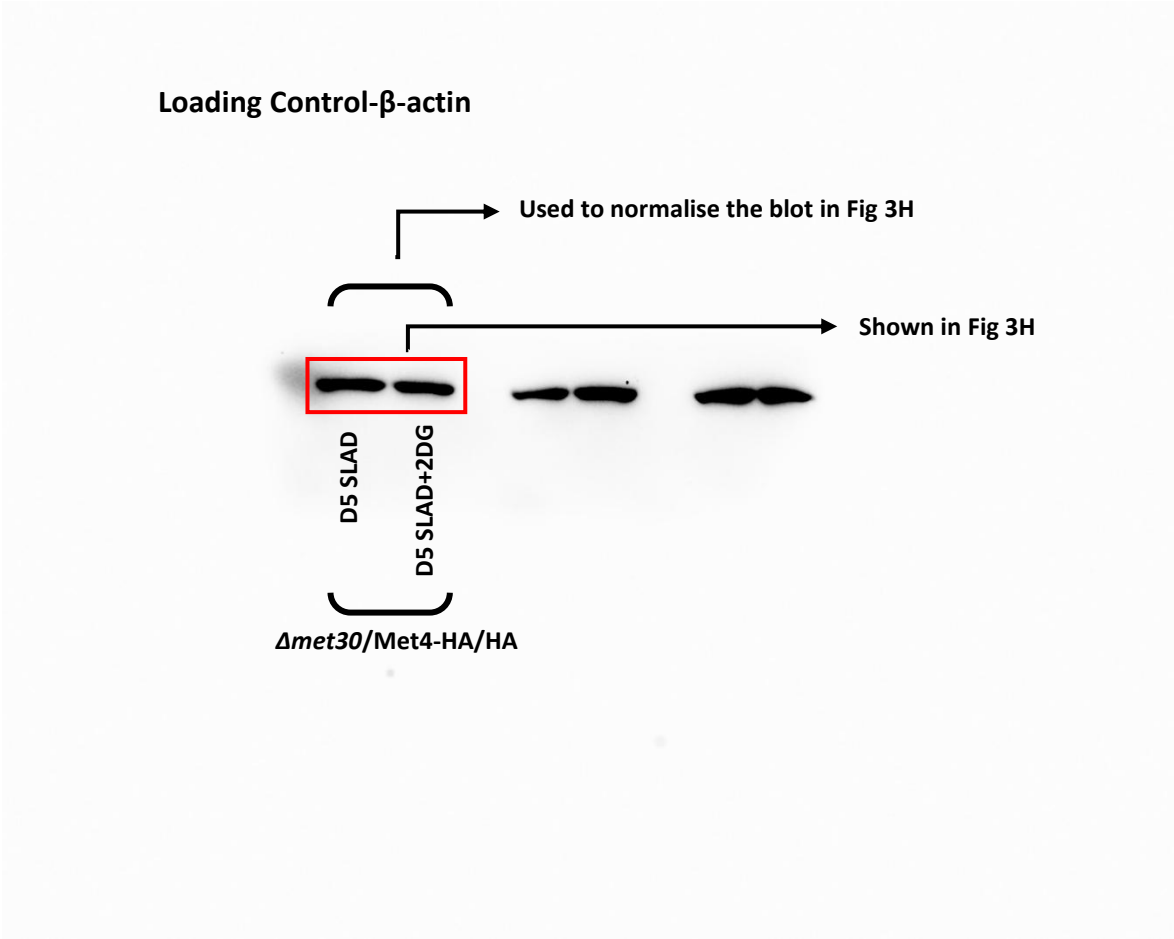 Loading Control-β-actin
Used to normalise the blot in Fig 3H
Shown in Fig 3H
D5 SLAD
D5 SLAD+2DG
Δmet30/Met4-HA/HA